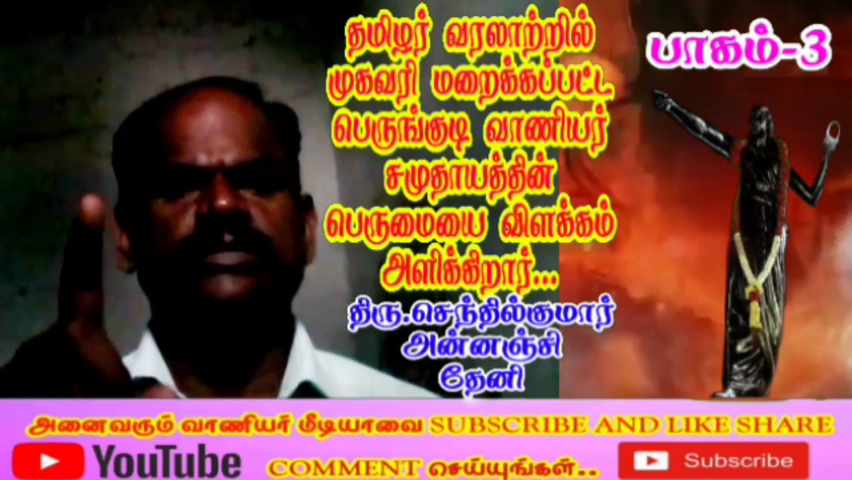 தமிழர் வரலாற்றில்
முகவரி மறைக்கப்பட்ட
பெருங்குடி வாணியர்
சமுதாயத்தின்
பெருமையை விளக்கம்
அளிக்கிறார்...
திரு.செந்தில்குமார்
அன்னஞ்சி
தேனி
பாகம்-3
அனைவரும் வாணியர் மீடியாவை SUBSCRIBE AND LIKE SHARE
YouTube COMMENT செய்யுங்கள்.. Subscribe